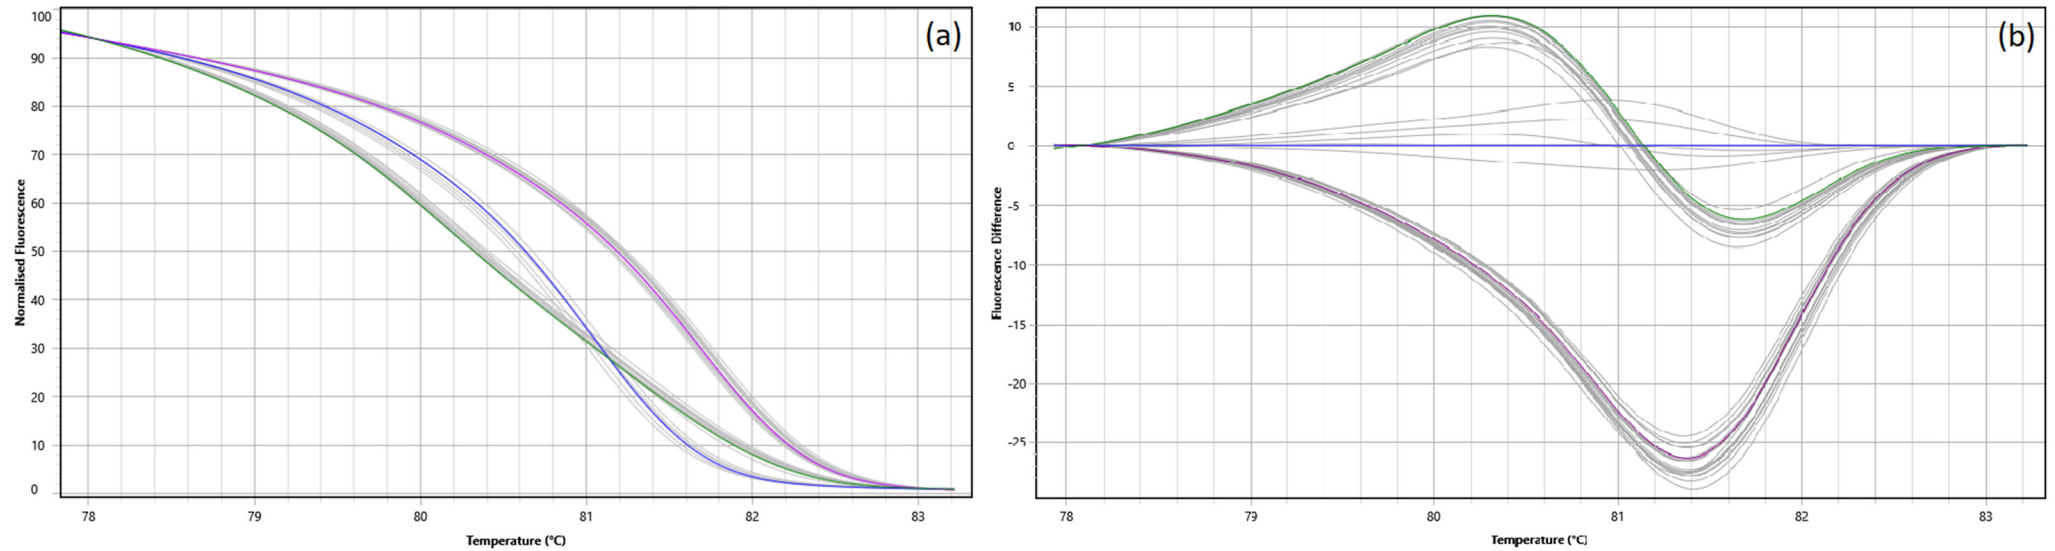 (a)
100
90
80
70
60
50
40
30
20
10
0
Normalised Fluorescence
78 79 80 81 82 83
Temperature (°C)
(b)
10
5
0
-5
-10
-15
-20
-25
Fluorescence Difference
78 79 80 81 82 83
Temperature (°C)